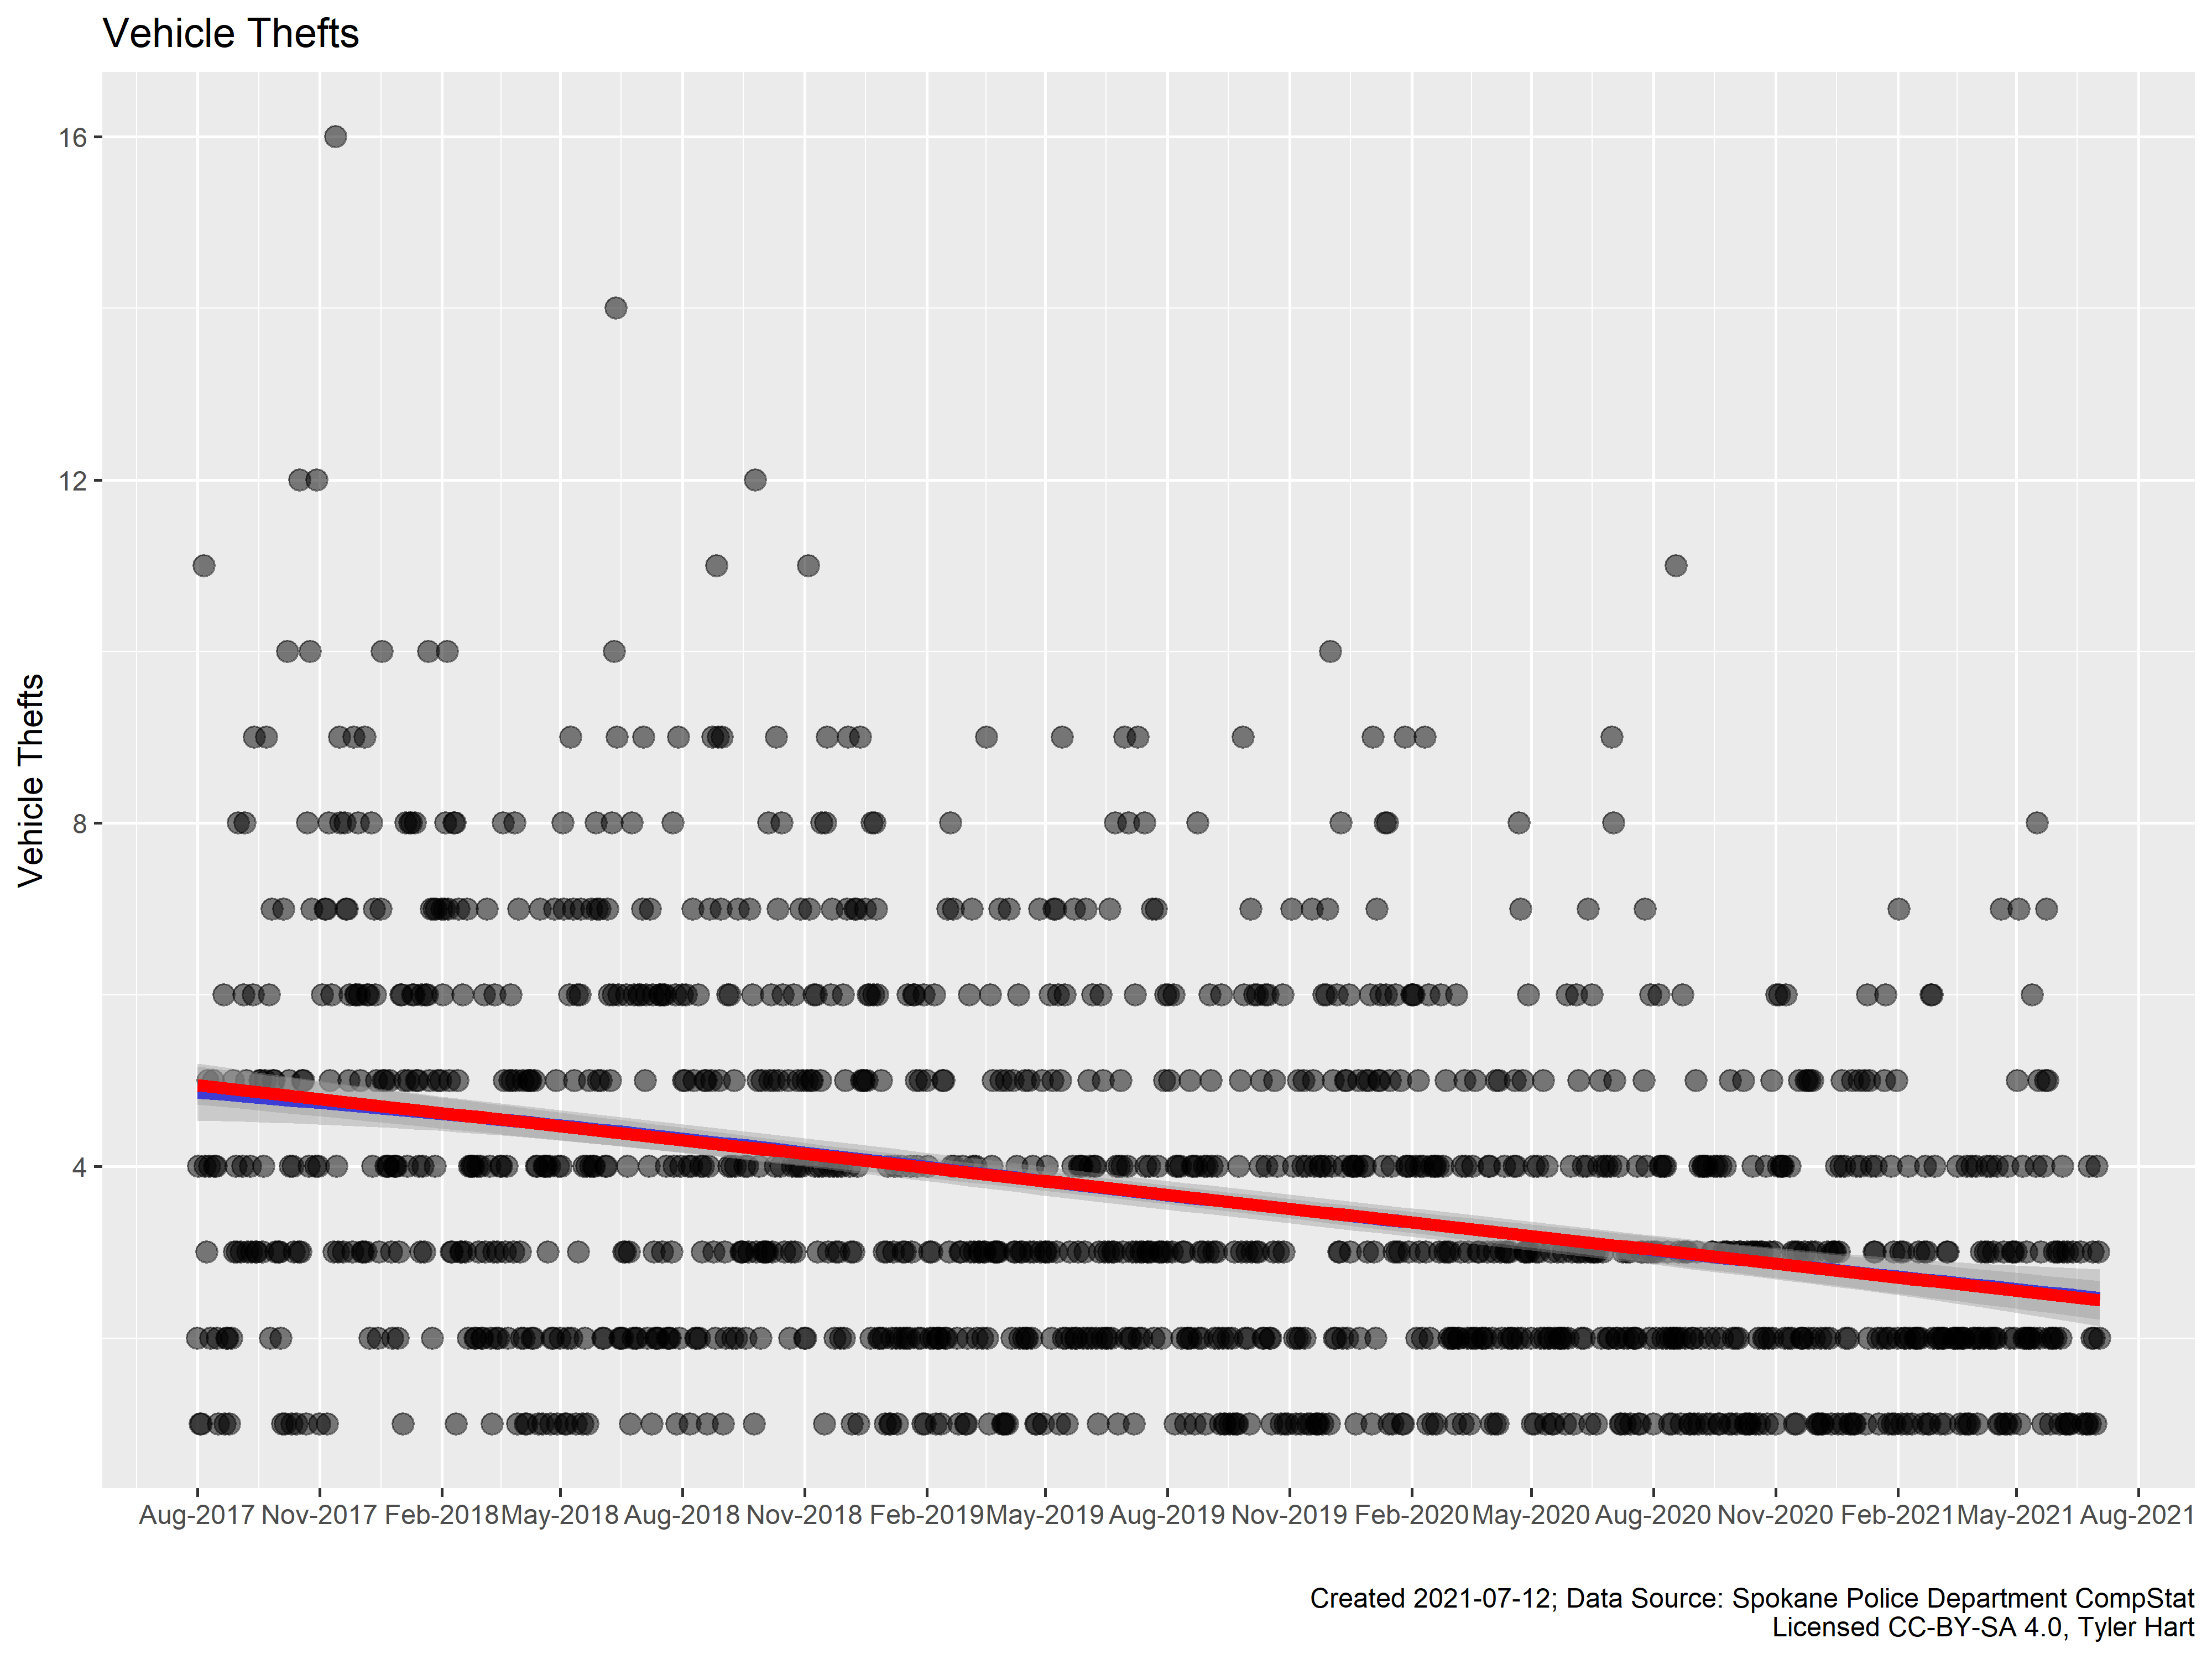 Vehicle Thefts
Vehicle Thefts
16
12
8
4
Aug-2017 Nov-2017 Feb-2018 May-2018 Aug-2018 Nov-2018 Feb-2019 May-2019 Aug-2019 Nov-2019 Feb-2020 May-2020 Aug-2020 Nov-2020 Feb-2021 May-2021 Aug-2021
Created 2021-07-12; Data Source: Spokane Police Department CompStat
Licensed CC-BY-SA 4.0, Tyler Hart